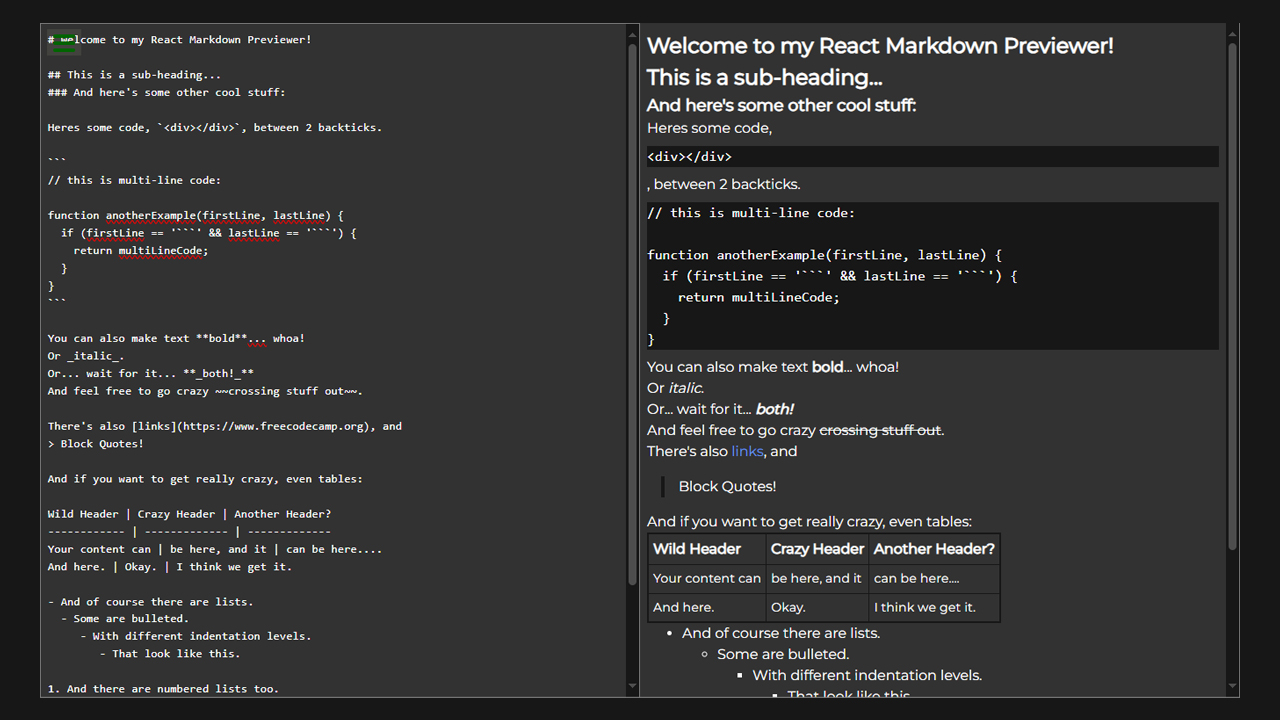 # Welcome to my React Markdown Previewer!
## This is a sub-heading...
### And here's some other cool stuff:
Heres some code, `<div></div>`, between 2 backticks.
```
// this is multi-line code:
function anotherExample(firstLine, lastLine) {
  if (firstLine == '```' && lastLine == '```') {
    return multiLineCode;
  }
}
```
You can also make text **bold**... whoa!
Or _italic_.
Or... wait for it... **_both!_**
And feel free to go crazy ~~crossing stuff out~~.
There's also [links](https://www.freecodecamp.org), and
> Block Quotes!
And if you want to get really crazy, even tables:
Wild Header | Crazy Header | Another Header?
------------ | ------------- | -------------
Your content can | be here, and it | can be here....
And here. | Okay. | I think we get it.
- And of course there are lists.
  - Some are bulleted.
     - With different indentation levels.
        - That look like this.
1. And there are numbered lists too.
Welcome to my React Markdown Previewer!
This is a sub-heading...
And here's some other cool stuff:
Heres some code,
<div></div>
, between 2 backticks.
// this is multi-line code:
function anotherExample(firstLine, lastLine) {
  if (firstLine == '```' && lastLine == '```') {
    return multiLineCode;
  }
}
You can also make text bold... whoa!
Or italic.
Or... wait for it... both!
And feel free to go crazy crossing stuff out.
There's also links, and
Block Quotes!
And if you want to get really crazy, even tables:
Wild Header Crazy Header Another Header?
Your content can be here, and it can be here....
And here. Okay. I think we get it.
• And of course there are lists.
◦ Some are bulleted.
▪ With different indentation levels.
▪ That look like this.